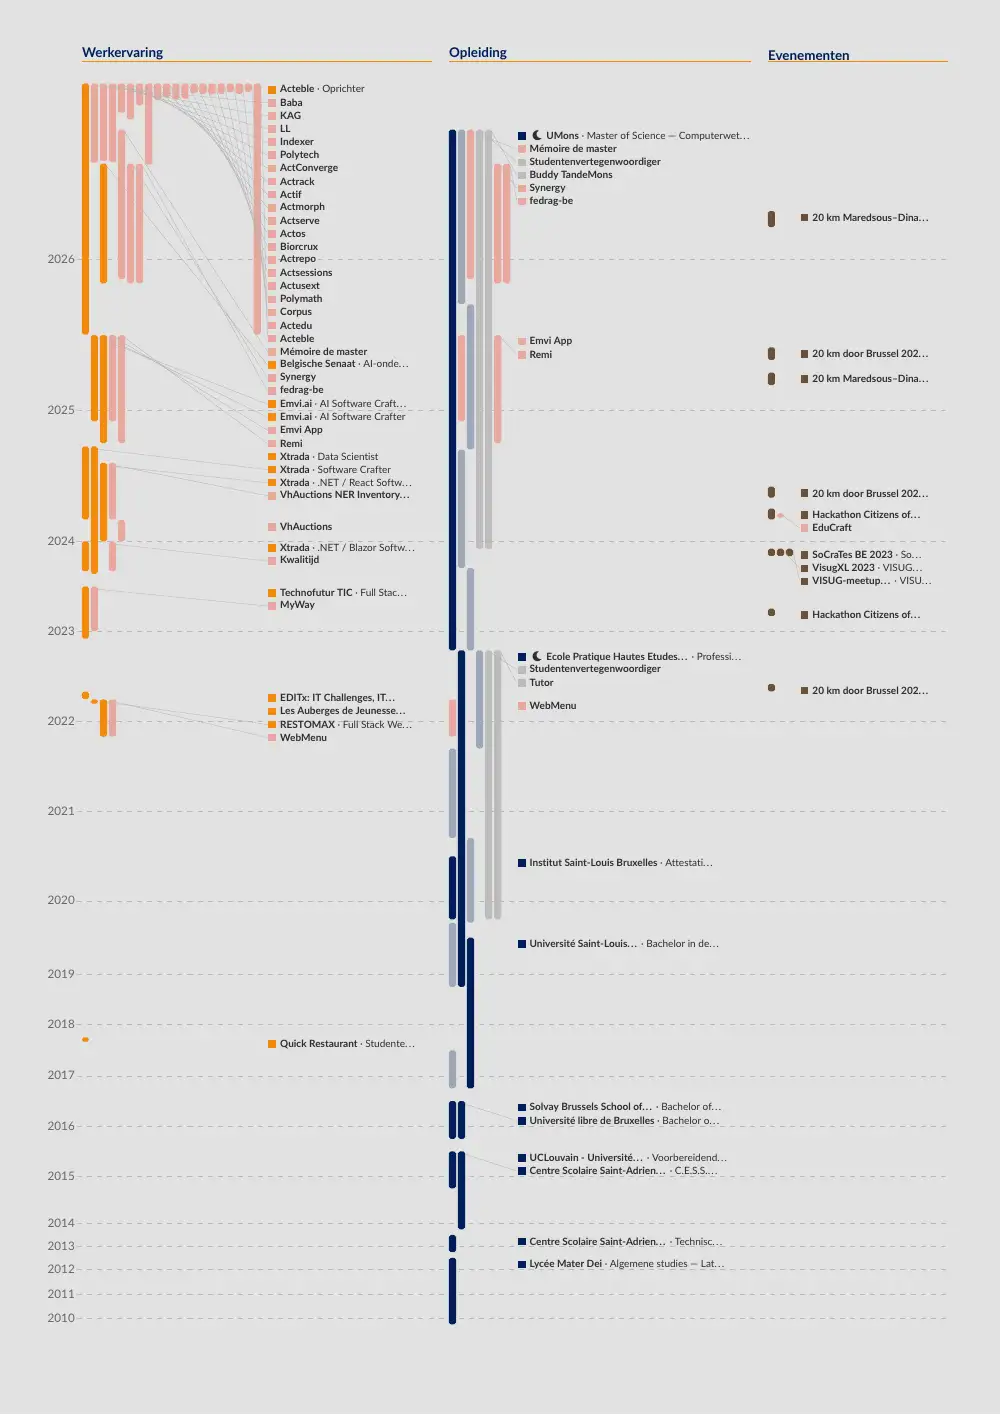 Werkervaring
Opleiding
Evenementen
Acteble · Oprichter
Baba
KAG
LL
Indexer
Polytech
ActConverge
Actrack
Actif
Actmorph
Actserve
Actos
Biorcrux
Actrepo
Actsessions
Actusext
Polymath
Corpus
Actedu
Acteble
Mémoire de master
Belgische Senaat · AI-onde…
Synergy
fedrag-be
Emvi.ai · AI Software Craft…
Emvi.ai · AI Software Crafter
Emvi App
Remi
Xtrada · Data Scientist
Xtrada · Software Crafter
Xtrada · .NET / React Softw…
VhAuctions NER Inventory…
VhAuctions
Xtrada · .NET / Blazor Softw…
Kwalitijd
Technofutur TIC · Full Stac…
MyWay
EDITx: IT Challenges, IT…
Les Auberges de Jeunesse…
RESTOMAX · Full Stack We…
WebMenu
Quick Restaurant · Studente…
UMons · Master of Science — Computerwet…
Mémoire de master
Studentenvertegenwoordiger
Buddy TandeMons
Synergy
fedrag-be
Emvi App
Remi
Ecole Pratique Hautes Etudes… · Professi…
Studentenvertegenwoordiger
Tutor
WebMenu
Institut Saint-Louis Bruxelles · Attestati…
Université Saint-Louis… · Bachelor in de…
Solvay Brussels School of… · Bachelor of…
Université libre de Bruxelles · Bachelor o…
UCLouvain - Université… · Voorbereidend…
Centre Scolaire Saint-Adrien… · C.E.S.S.…
Centre Scolaire Saint-Adrien… · Technisc…
Lycée Mater Dei · Algemene studies — Lat…
20 km Maredsous–Dina…
20 km door Brussel 202…
20 km Maredsous–Dina…
20 km door Brussel 202…
Hackathon Citizens of…
EduCraft
SoCraTes BE 2023 · So…
VisugXL 2023 · VISUG…
VISUG-meetup… · VISU…
Hackathon Citizens of…
20 km door Brussel 202…
2026
2025
2024
2023
2022
2021
2020
2019
2018
2017
2016
2015
2014
2013
2012
2011
2010